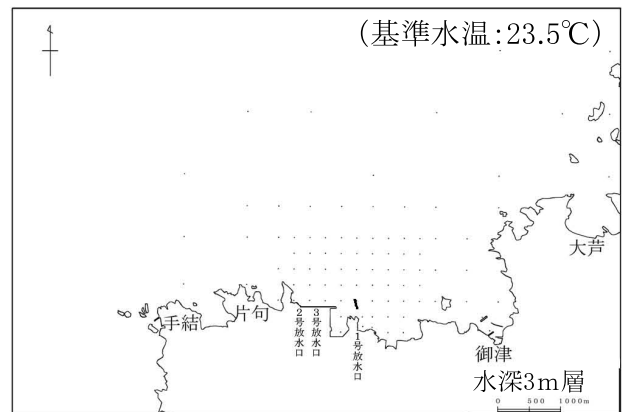 (基準水温:23.5℃)
大芦
手結
片句
2号放水口
3号放水口
1号放水口
御津
水深3m層
0 500 1000m